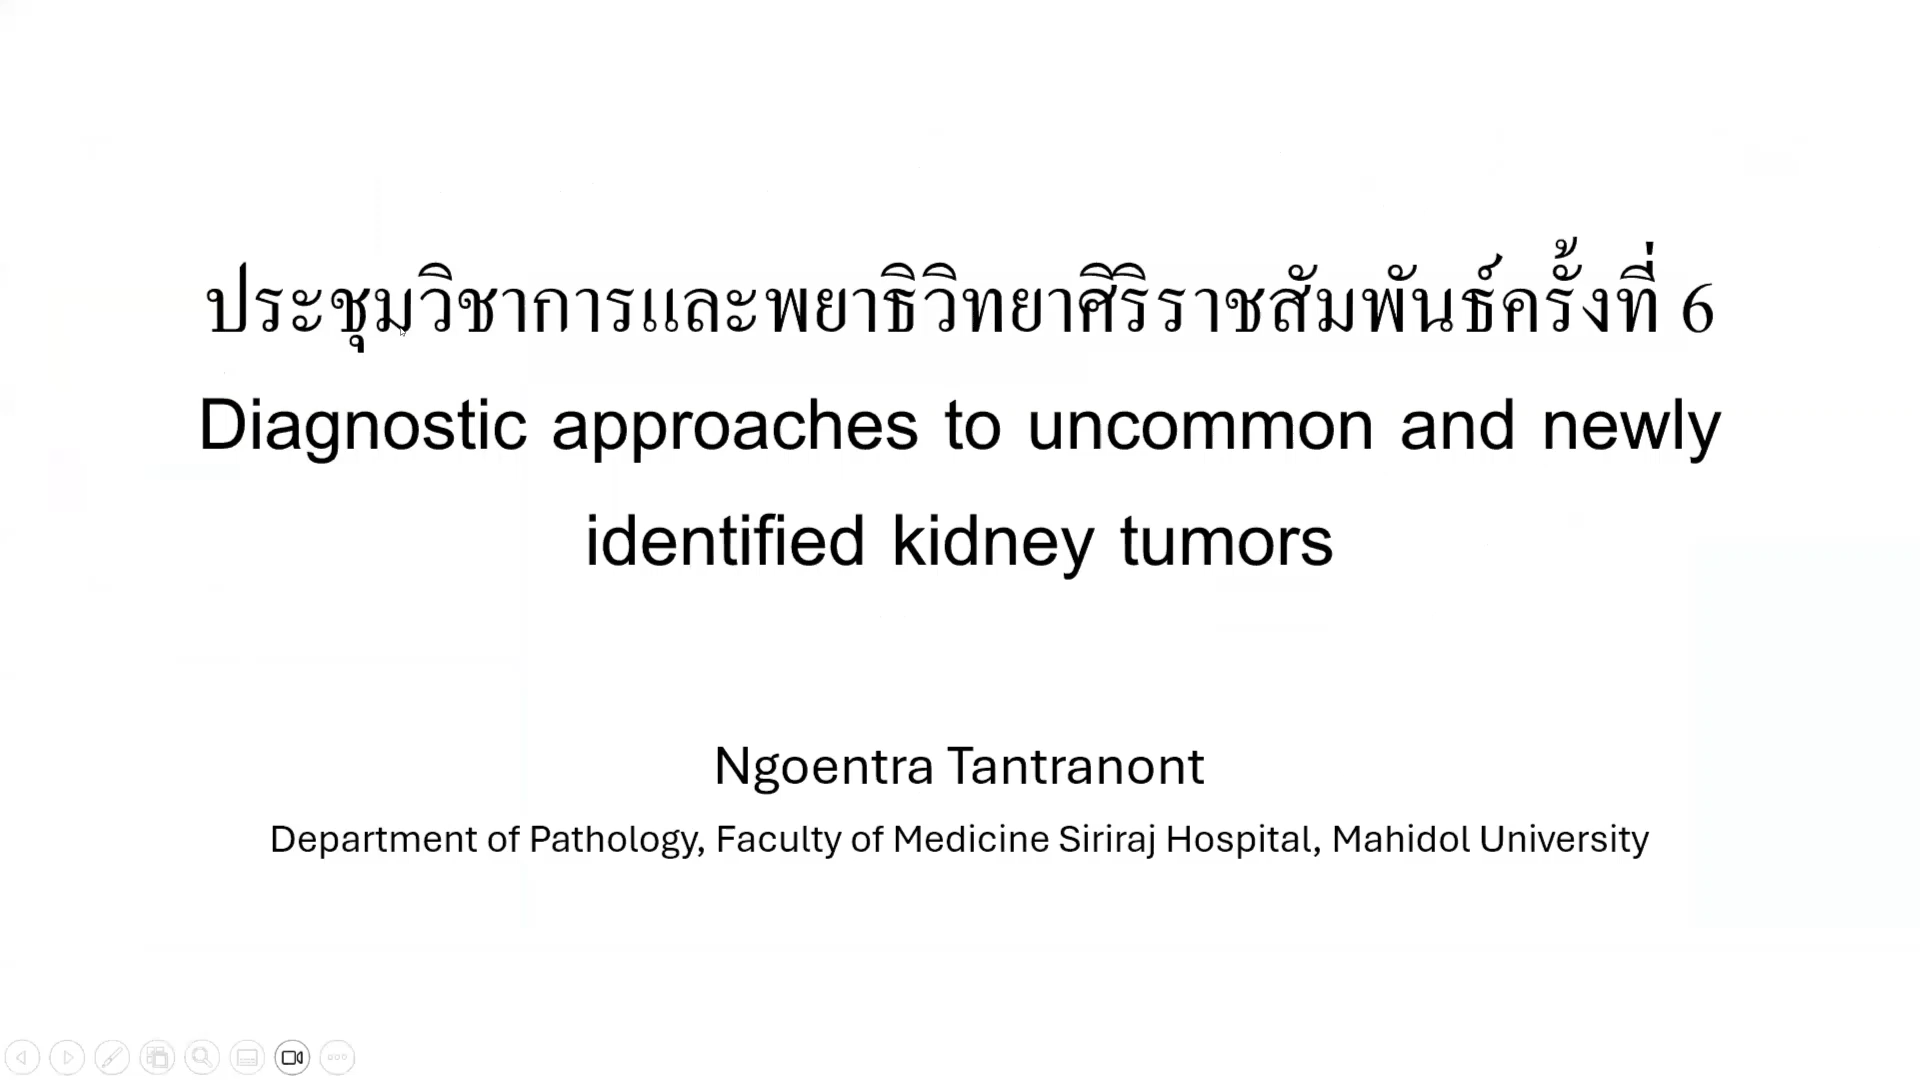 ประชุมวิชาการและพยาธิวิทยาศิริราชสัมพันธ์ครั้งที่ 6
Diagnostic approaches to uncommon and newly
identified kidney tumors
Ngoentra Tantranont
Department of Pathology, Faculty of Medicine Siriraj Hospital, Mahidol University